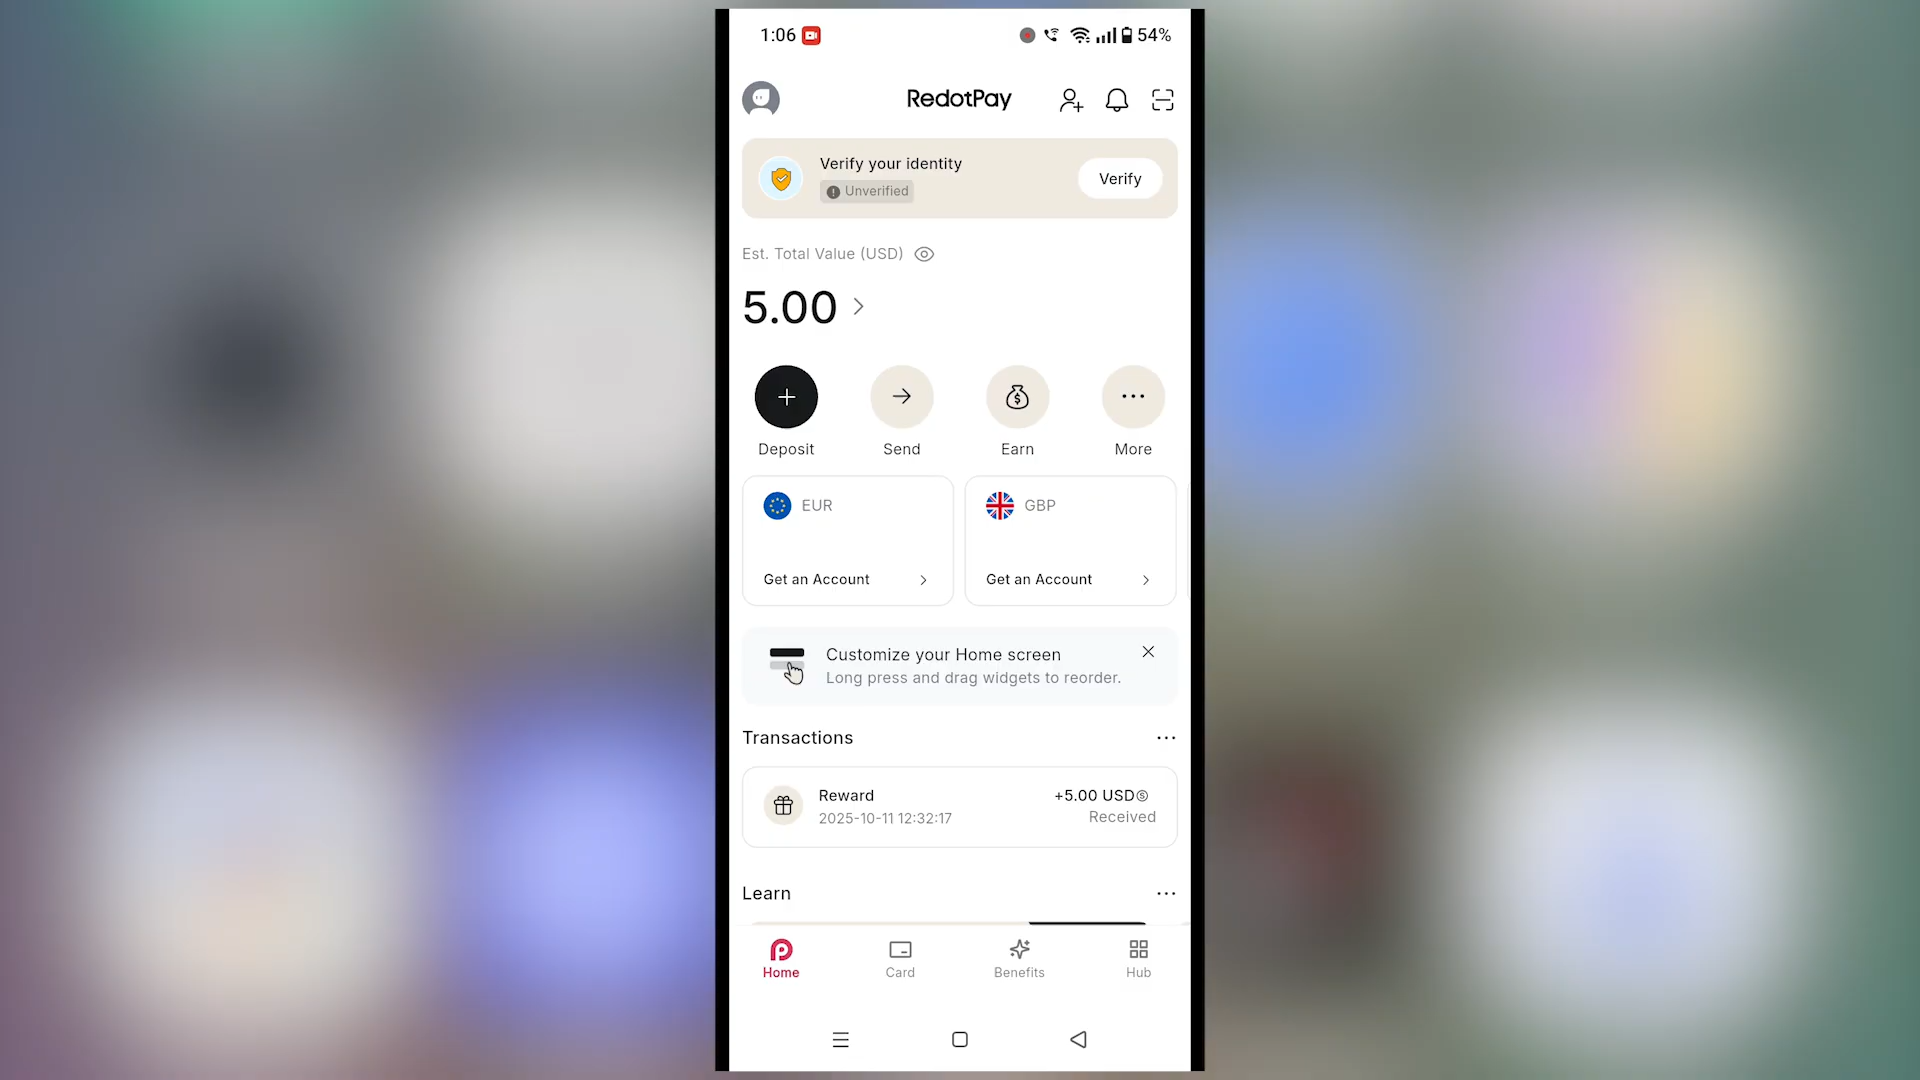 1:06
54%
RedotPay
Verify your identity
Unverified
Verify
Est. Total Value (USD)
5.00
Deposit
Send
Earn
More
EUR
GBP
Get an Account
Get an Account
Customize your Home screen
Long press and drag widgets to reorder.
Transactions
Reward
+5.00 USD
2025-10-11 12:32:17
Received
Learn
Home
Card
Benefits
Hub